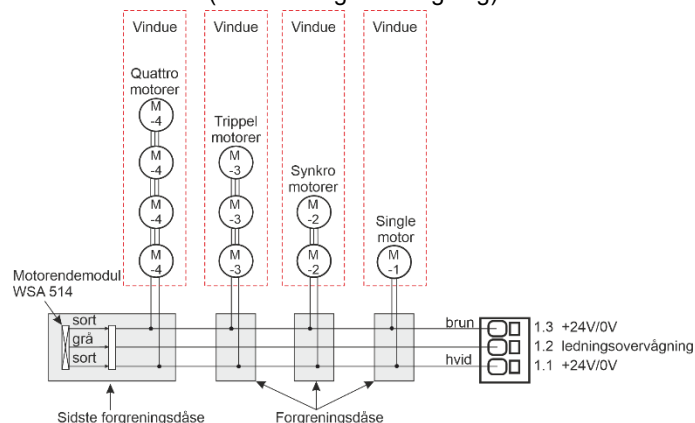 (
g
g
g)
Vindue
Vindue
Vindue
Vindue
Quattro
motorer
M
-4
M
-4
M
-4
M
-4
Trippel
motorer
M
-3
M
-3
M
-3
Synkro
motorer
M
-2
M
-2
Single
motor
M
-1
Motorendemodul
WSA 514
sort
grå
sort
brun
hvid
1.3 +24V/0V
1.2 ledningsovervågning
1.1 +24V/0V
Sidste forgreningsdåse
Forgreningsdåse